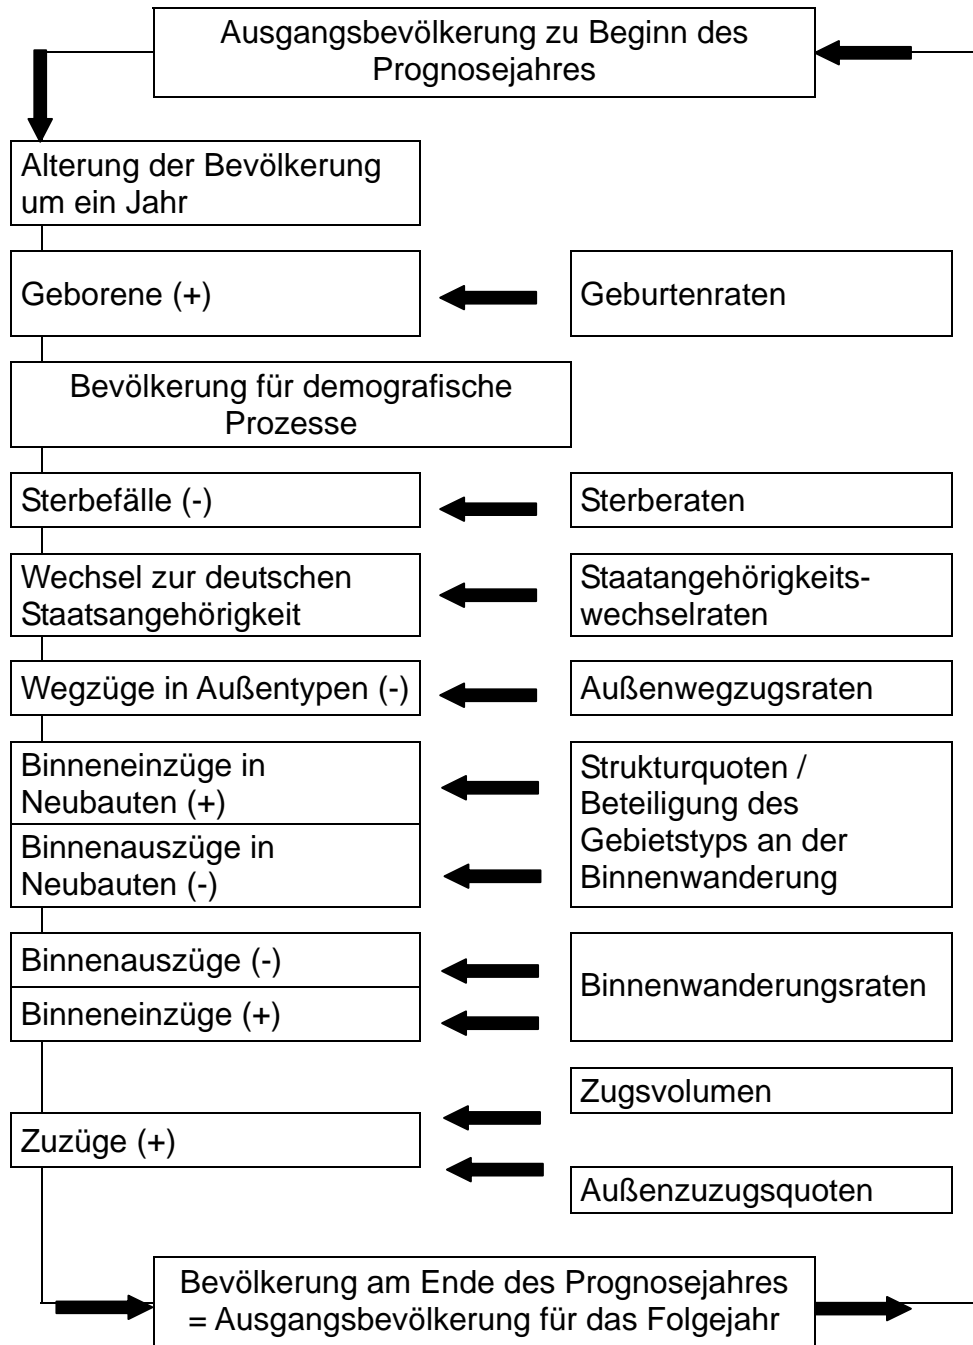 Ausgangsbevölkerung zu Beginn des
Prognosejahres
Alterung der Bevölkerung
um ein Jahr
Geborene (+)
Geburtenraten
Bevölkerung für demografische
Prozesse
Sterbefälle (-)
Sterberaten
Wechsel zur deutschen
Staatsangehörigkeit
Staatangehörigkeits-
wechselraten
Wegzüge in Außentypen (-)
Außenwegzugsraten
Binneneinzüge in
Neubauten (+)
Binnenauszüge in
Neubauten (-)
Strukturquoten /
Beteiligung des
Gebietstyps an der
Binnenwanderung
Binnenauszüge (-)
Binneneinzüge (+)
Binnenwanderungsraten
Zugsvolumen
Zuzüge (+)
Außenzuzugsquoten
Bevölkerung am Ende des Prognosejahres
= Ausgangsbevölkerung für das Folgejahr